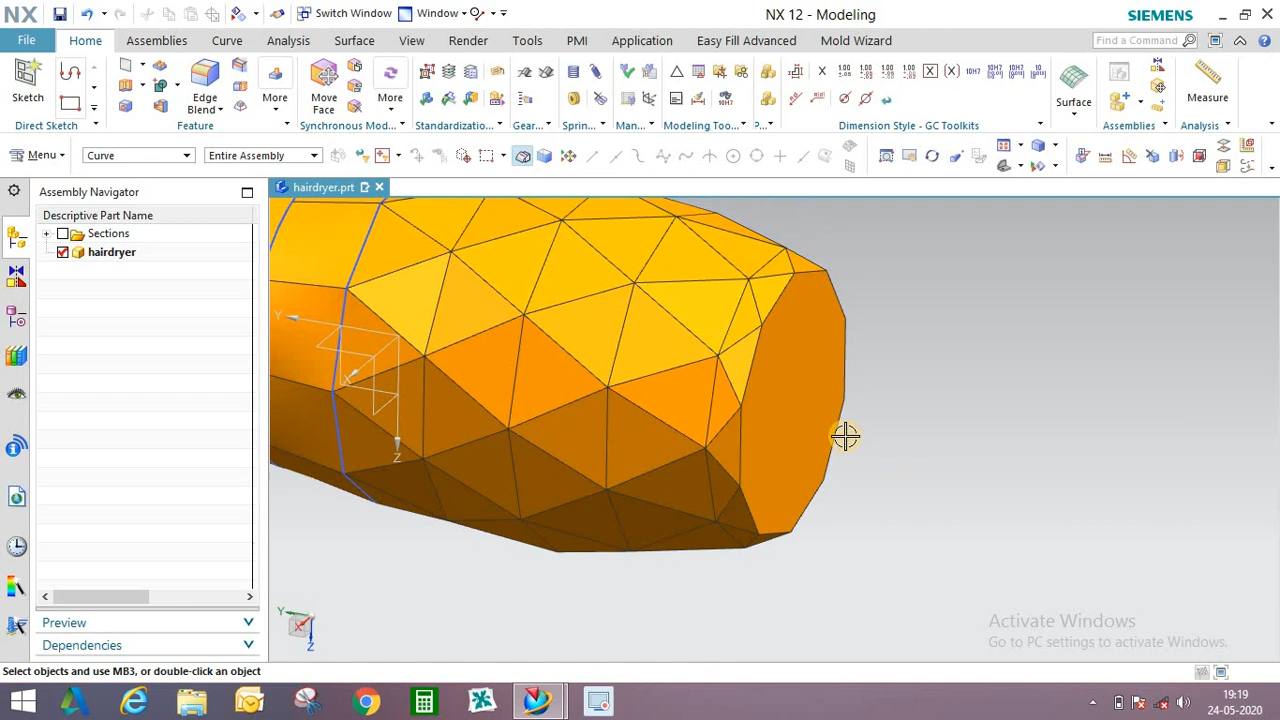 NX
Switch Window
Window
NX 12 - Modeling
SIEMENS
File
Home
Assemblies
Curve
Analysis
Surface
View
Render
Tools
PMI
Application
Easy Fill Advanced
Mold Wizard
Find a Command
Sketch
Edge Blend
More
Move Face
More
Surface
Measure
Direct Sketch
Feature
Synchronous Mod...
Standardization...
Gear...
Sprin...
Man...
Modeling Too...
P...
Dimension Style - GC Toolkits
Assemblies
Analysis
Menu
Curve
Entire Assembly
Assembly Navigator
hairdryer.prt
Descriptive Part Name
Sections
hairdryer
Y
X
Z
Y
X
Z
Preview
Dependencies
Activate Windows
Go to PC settings to activate Windows.
Select objects and use MB3, or double-click an object
19:19
24-05-2020